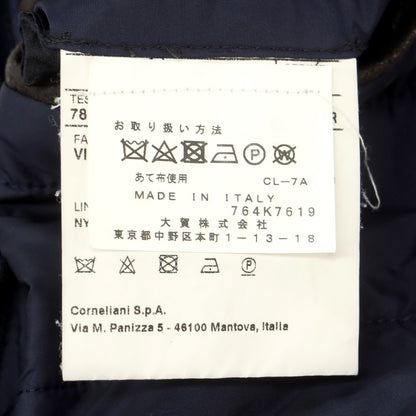 TES
78
R
FA
VI
LIN
NY
お取り扱い方法
あて布使用 CL-7A
MADE IN ITALY
764K7619
大賀株式会社
東京都中野区本町1-13-18
Corneliani S.p.A.
Via M. Panizza 5 - 46100 Mantova, Italia